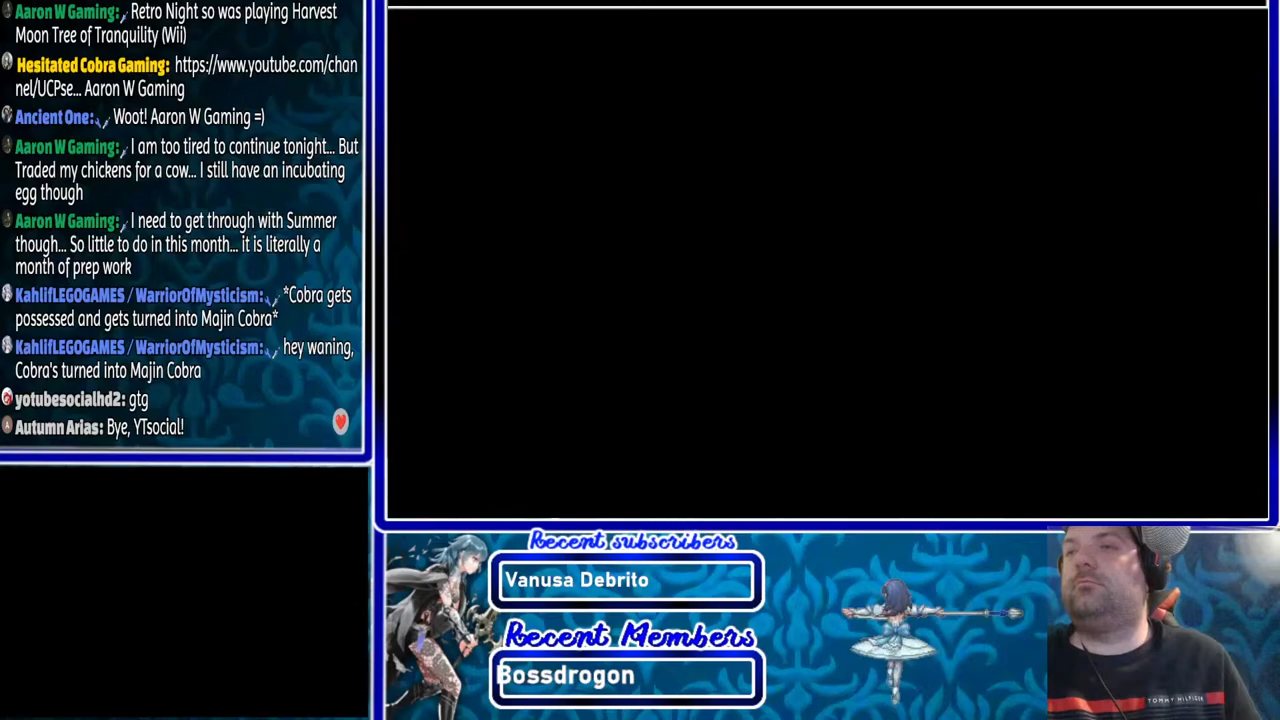 Aaron W Gaming: Retro Night so was playing Harvest
Moon Tree of Tranquility (Wii)
Hesitated Cobra Gaming: https://www.youtube.com/chan
nel/UCPse... Aaron W Gaming
Ancient One: Woot! Aaron W Gaming =)
Aaron W Gaming: I am too tired to continue tonight... But
Traded my chickens for a cow... I still have an incubating
egg though
Aaron W Gaming: I need to get through with Summer
though... So little to do in this month... it is literally a
month of prep work
KahlifLEGOGAMES / WarriorOfMysticism: *Cobra gets
possessed and gets turned into Majin Cobra*
KahlifLEGOGAMES / WarriorOfMysticism: hey waning,
Cobra's turned into Majin Cobra
yotubesocialhd2: gtg
Autumn Arias: Bye, YTsocial!
Recent subscribers
Vanusa Debrito
Recent Members
Bossdrogon
TOMMY HILFIGER